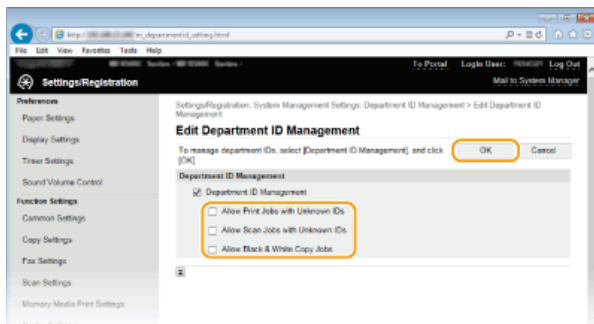 http://
m_departmentid_setting.html
File Edit View Favorites Tools Help
To Portal Login User: Log Out
Settings/Registration
Mail to System Manager
Preferences
Paper Settings
Display Settings
Timer Settings
Sound Volume Control
Function Settings
Common Settings
Copy Settings
Fax Settings
Scan Settings
Memory Media Print Settings
Settings/Registration: System Management Settings: Department ID Management > Edit Department ID
Management
Edit Department ID Management
To manage department IDs, select [Department ID Management], and click
[OK].
OK
Cancel
Department ID Management
Department ID Management
Allow Print Jobs with Unknown IDs
Allow Scan Jobs with Unknown IDs
Allow Black & White Copy Jobs